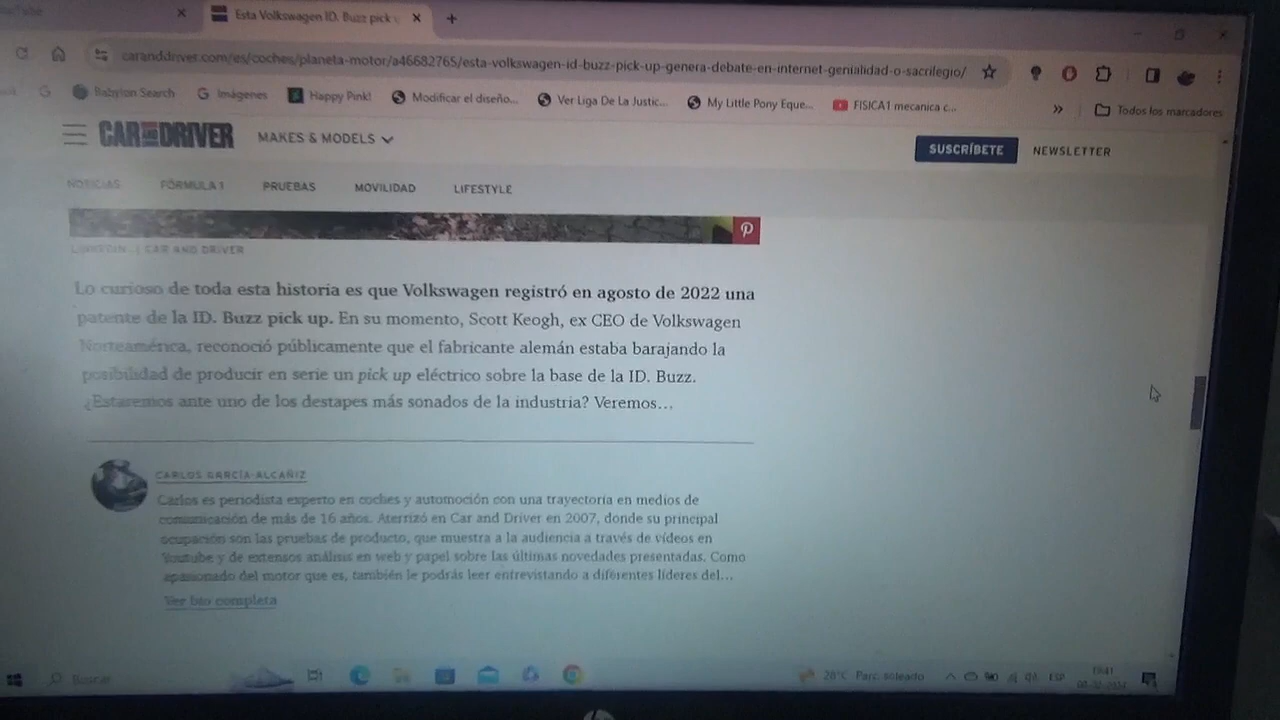 Esta Volkswagen ID. Buzz pick
caranddriver.com/es/coches/planeta-motor/a46682765/esta-volkswagen-id-buzz-pick-up-genera-debate-en-internet-genialidad-o-sacrilegio/
G Babylon Search G Imágenes Happy Pink! Modificar el diseño... Ver Liga De La Justic... My Little Pony Eque... FISICA1 mecanica c... » Todos los marcadores
CAR AND DRIVER MAKES & MODELS SUSCRÍBETE NEWSLETTER
NOTICIAS FÓRMULA 1 PRUEBAS MOVILIDAD LIFESTYLE
LINKEDIN | CAR AND DRIVER
Lo curioso de toda esta historia es que Volkswagen registró en agosto de 2022 una
patente de la ID. Buzz pick up. En su momento, Scott Keogh, ex CEO de Volkswagen
Norteamérica, reconoció públicamente que el fabricante alemán estaba barajando la
posibilidad de producir en serie un pick up eléctrico sobre la base de la ID. Buzz.
¿Estaremos ante uno de los destapes más sonados de la industria? Veremos...
CARLOS GARCÍA-ALCAÑIZ
Carlos es periodista experto en coches y automoción con una trayectoria en medios de
comunicación de más de 16 años. Aterrizó en Car and Driver en 2007, donde su principal
ocupación son las pruebas de producto, que muestra a la audiencia a través de vídeos en
Youtube y de extensos análisis en web y papel sobre las últimas novedades presentadas. Como
apasionado del motor que es, también le podrás leer entrevistando a diferentes líderes del...
Ver bio completa
Buscar 28°C Parc. soleado ESP 19:41